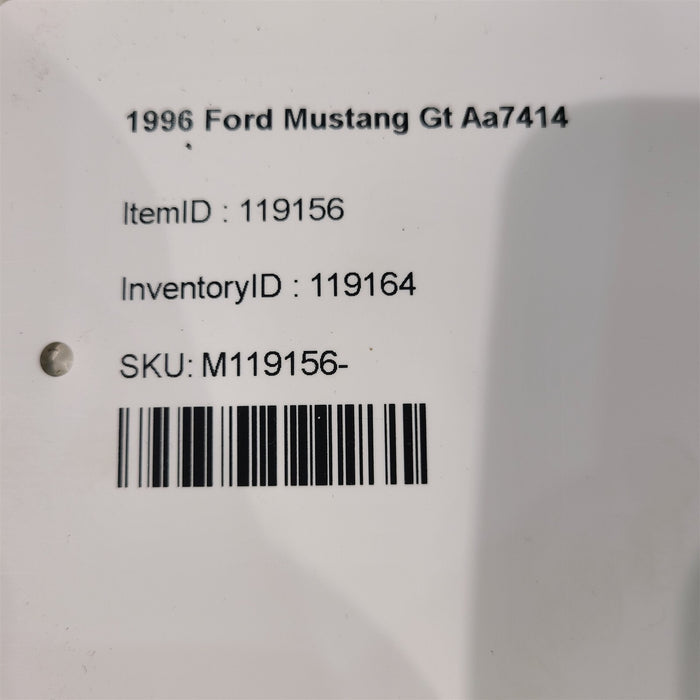 1996 Ford Mustang Gt Aa7414
ItemID : 119156
InventoryID : 119164
SKU: M119156-